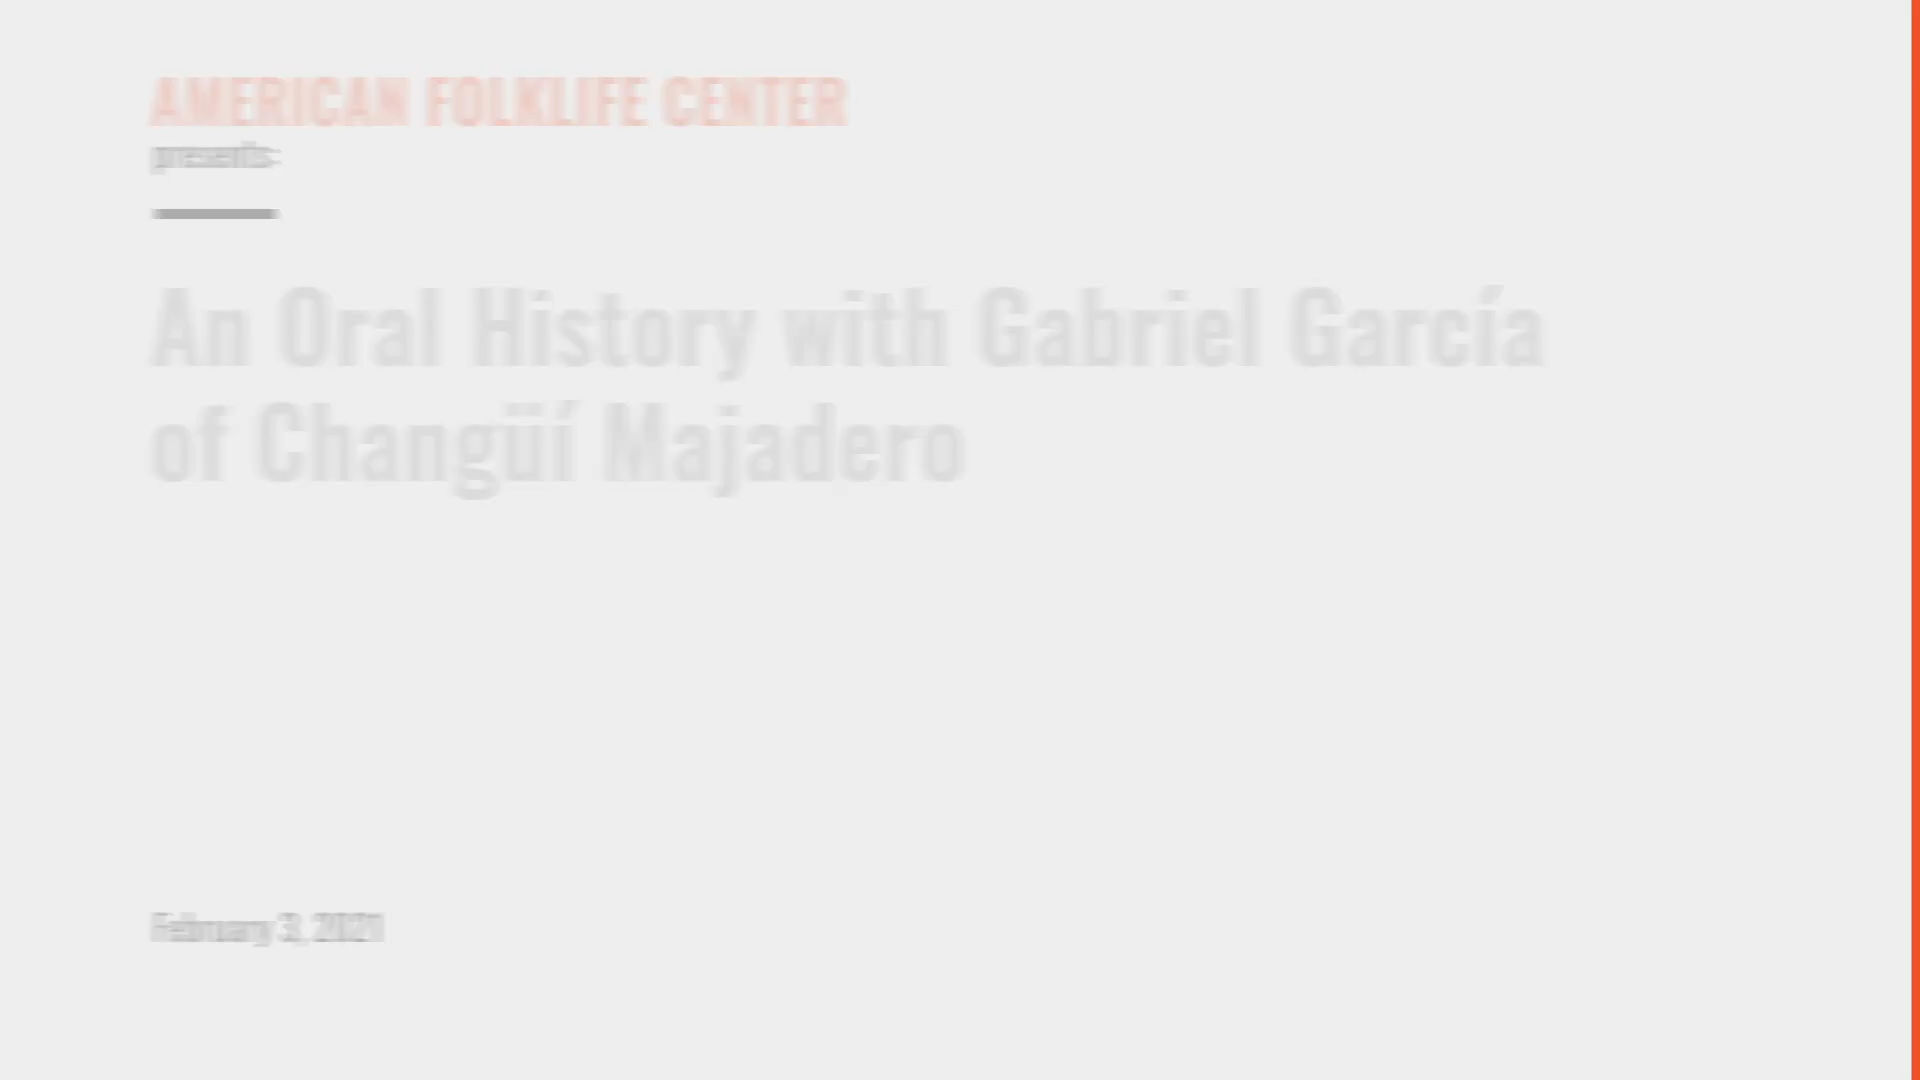 AMERICAN FOLKLIFE CENTER
presents:
An Oral History with Gabriel García
of Changüí Majadero
February 3, 2021